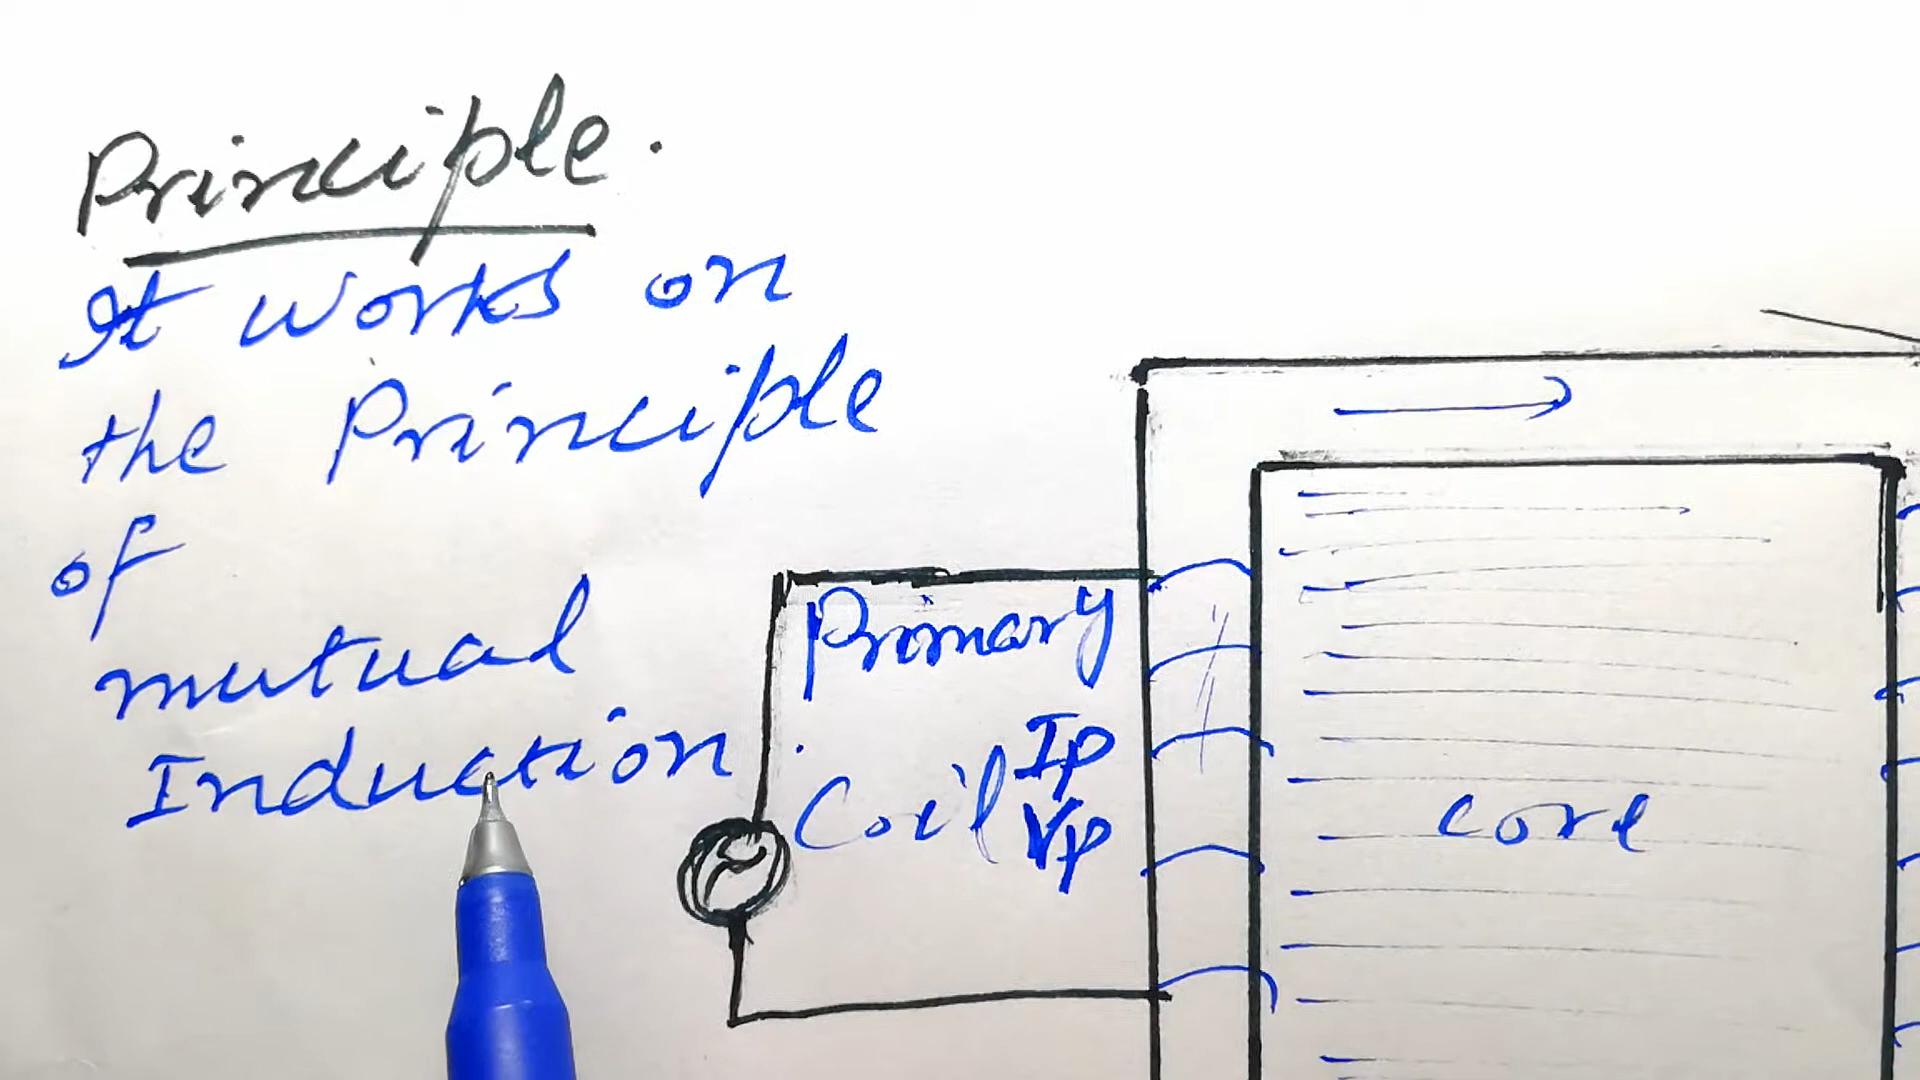 Principle.
It works on
the Principle
of
mutual
Induction.
Primary
Coil
Ip
Vp
core